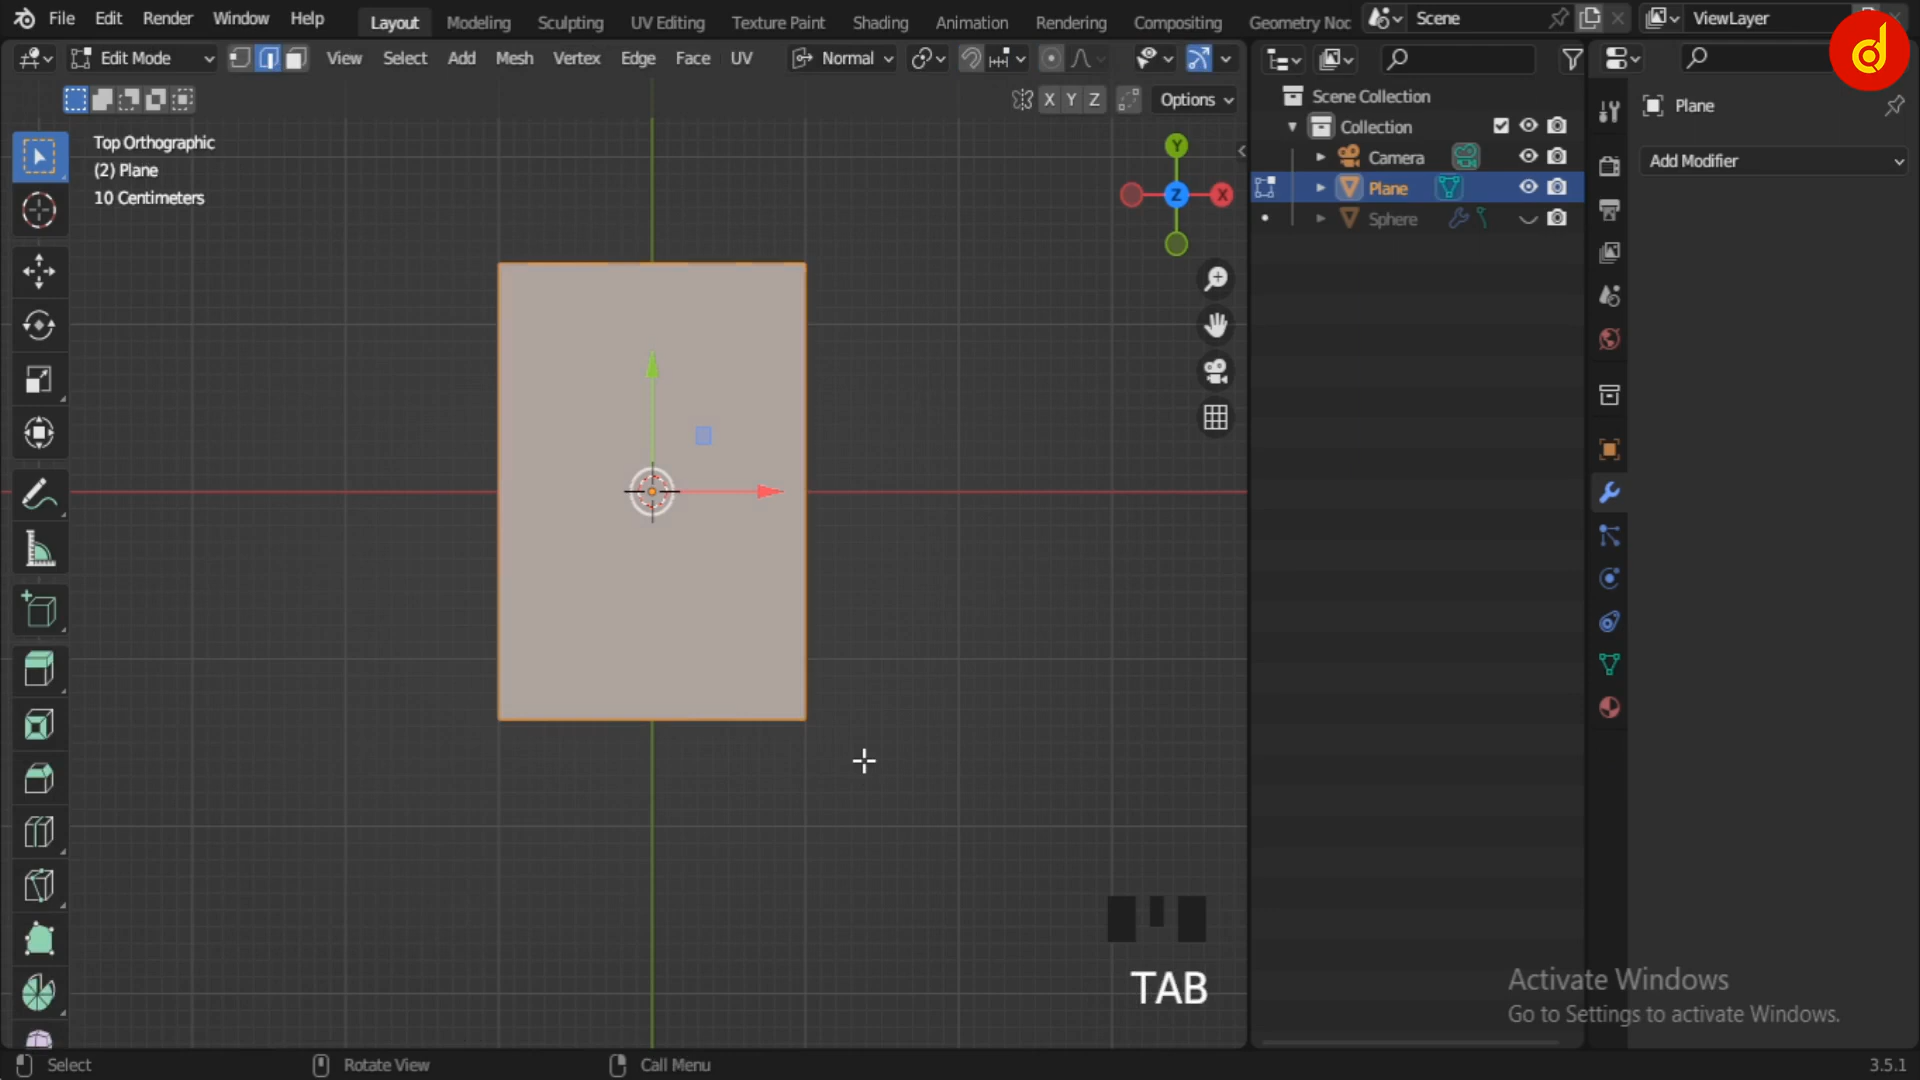 File Edit Render Window Help Layout Modeling Sculpting UV Editing Texture Paint Shading Animation Rendering Compositing Geometry Noc Scene ViewLayer
Edit Mode View Select Add Mesh Vertex Edge Face UV Normal
X Y Z Options
Top Orthographic
(2) Plane
10 Centimeters
Y
Z X
Scene Collection
Collection
Camera
Plane
Sphere
Plane
Add Modifier
TAB
Activate Windows
Go to Settings to activate Windows.
Select Rotate View Call Menu 3.5.1